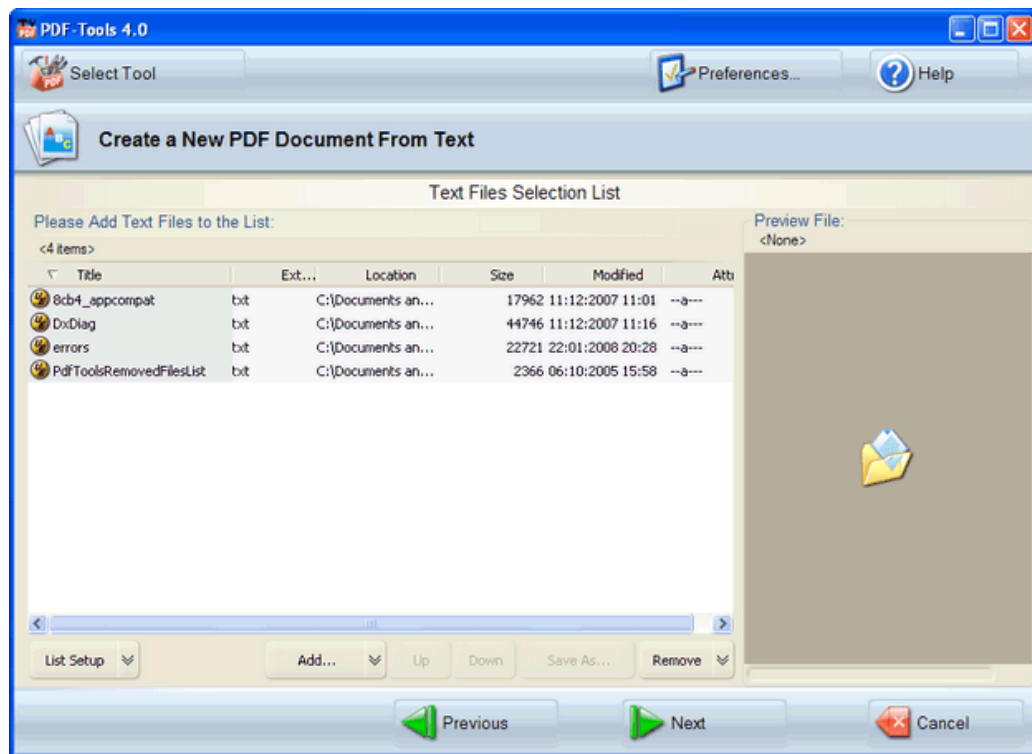 PDF-Tools 4.0
Select Tool Preferences... Help
Create a New PDF Document From Text
Text Files Selection List
Please Add Text Files to the List: Preview File:
<4 items> <None>
Title Ext... Location Size Modified Attı
8cb4_appcompat txt C:\Documents an... 17962 11:12:2007 11:01 --a---
DxDiag txt C:\Documents an... 44746 11:12:2007 11:16 --a---
errors txt C:\Documents an... 22721 22:01:2008 20:28 --a---
PdfToolsRemovedFilesList txt C:\Documents an... 2366 06:10:2005 15:58 --a---
List Setup Add... Up Down Save As... Remove
Previous Next Cancel